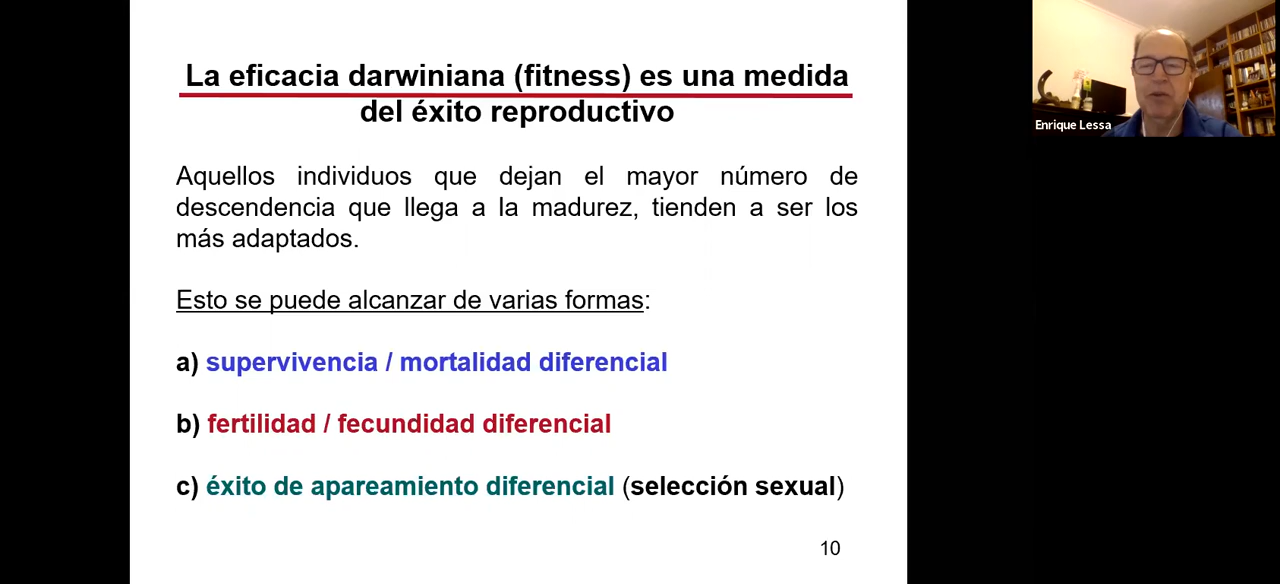 La eficacia darwiniana (fitness) es una medida
del éxito reproductivo
Aquellos individuos que dejan el mayor número de
descendencia que llega a la madurez, tienden a ser los
más adaptados.
Esto se puede alcanzar de varias formas:
a) supervivencia / mortalidad diferencial
b) fertilidad / fecundidad diferencial
c) éxito de apareamiento diferencial (selección sexual)
10
Enrique Lessa